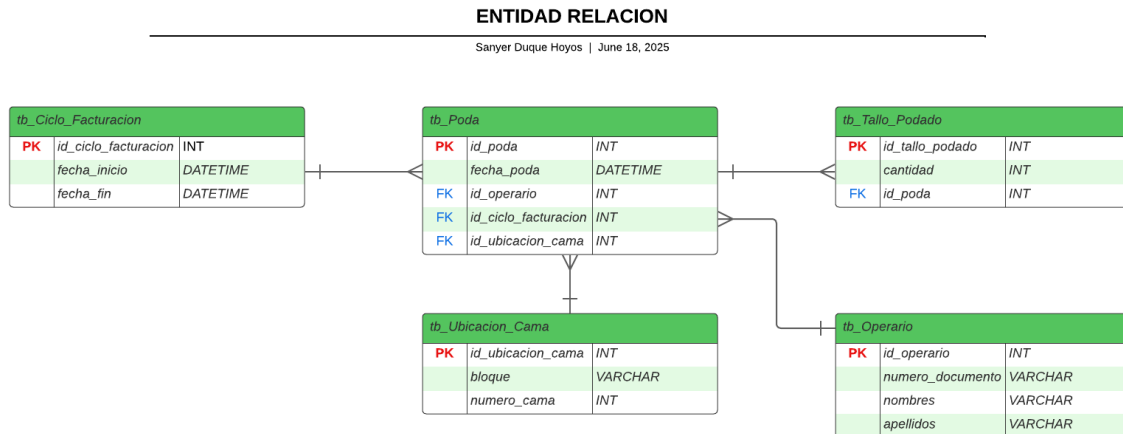 ENTIDAD RELACION
Sanyer Duque Hoyos | June 18, 2025
tb_Ciclo_Facturacion
PK id_ciclo_facturacion INT
fecha_inicio DATETIME
fecha_fin DATETIME
tb_Poda
PK id_poda INT
fecha_poda DATETIME
FK id_operario INT
FK id_ciclo_facturacion INT
FK id_ubicacion_cama INT
tb_Tallo_Podado
PK id_tallo_podado INT
cantidad INT
FK id_poda INT
tb_Ubicacion_Cama
PK id_ubicacion_cama INT
bloque VARCHAR
numero_cama INT
tb_Operario
PK id_operario INT
numero_documento VARCHAR
nombres VARCHAR
apellidos VARCHAR